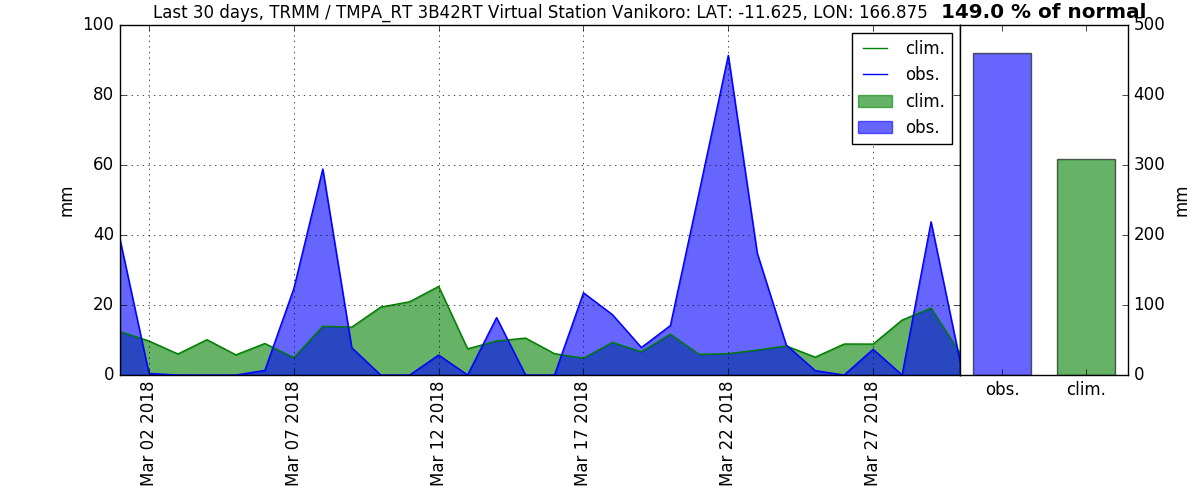 Last 30 days, TRMM / TMPA_RT 3B42RT Virtual Station Vanikoro: LAT: -11.625, LON: 166.875
149.0 % of normal
100
80
60
40
20
0
mm
clim.
obs.
clim.
obs.
500
400
300
200
100
0
mm
obs.
clim.
Mar 02 2018
Mar 07 2018
Mar 12 2018
Mar 17 2018
Mar 22 2018
Mar 27 2018